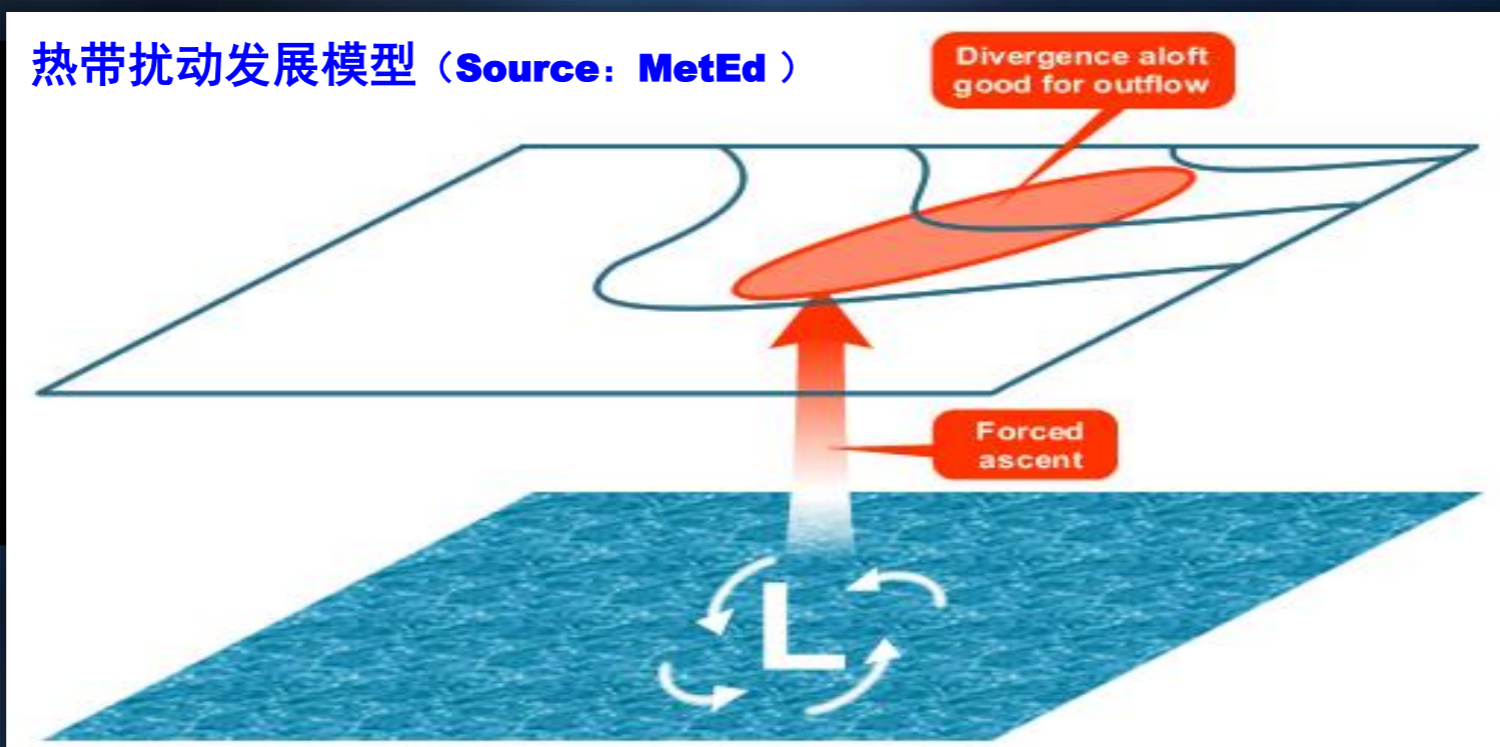 热带扰动发展模型（Source：MetEd ）
Divergence aloft
good for outflow
Forced
ascent
L